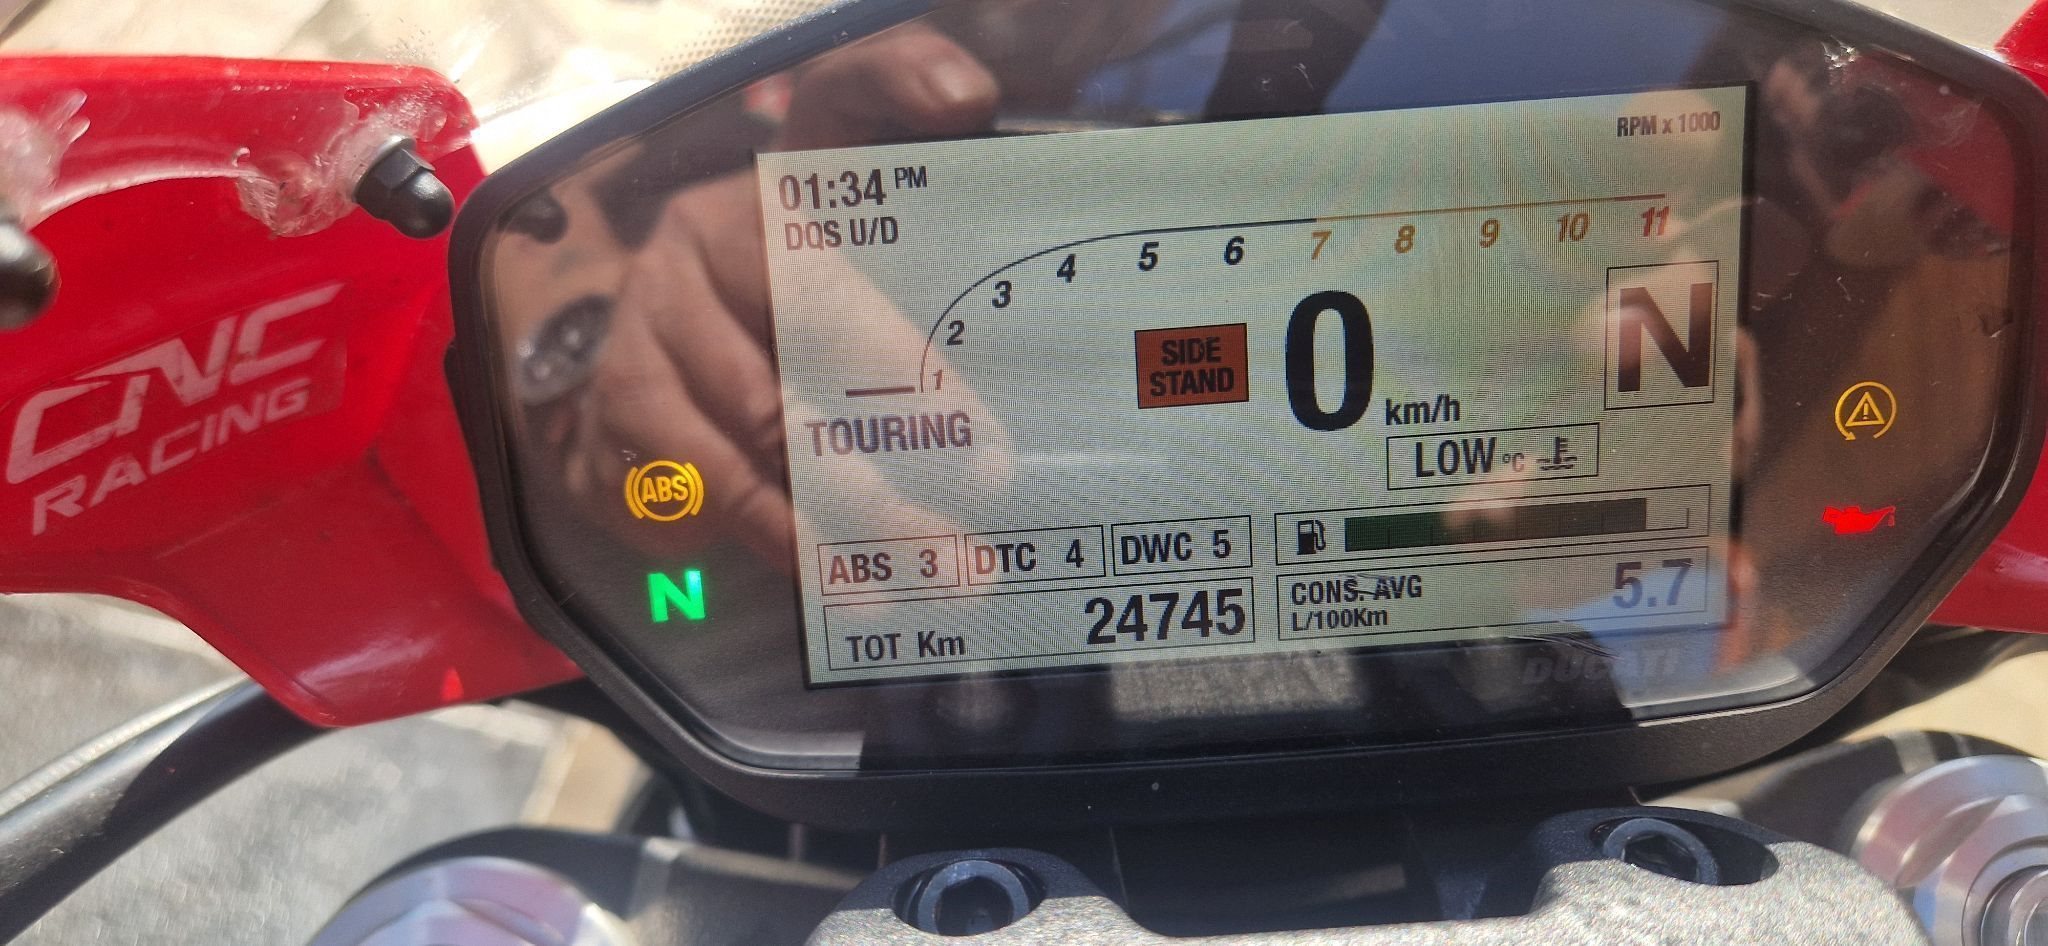 RPM x 1000
01:34 PM
DQS U/D
1 2 3 4 5 6 7 8 9 10 11
SIDE
STAND
0
km/h
N
TOURING
LOW °C
CNC
RACING
ABS
N
ABS 3
DTC 4
DWC 5
TOT Km 24745
CONS. AVG 5.7
L/100Km
DUCATI